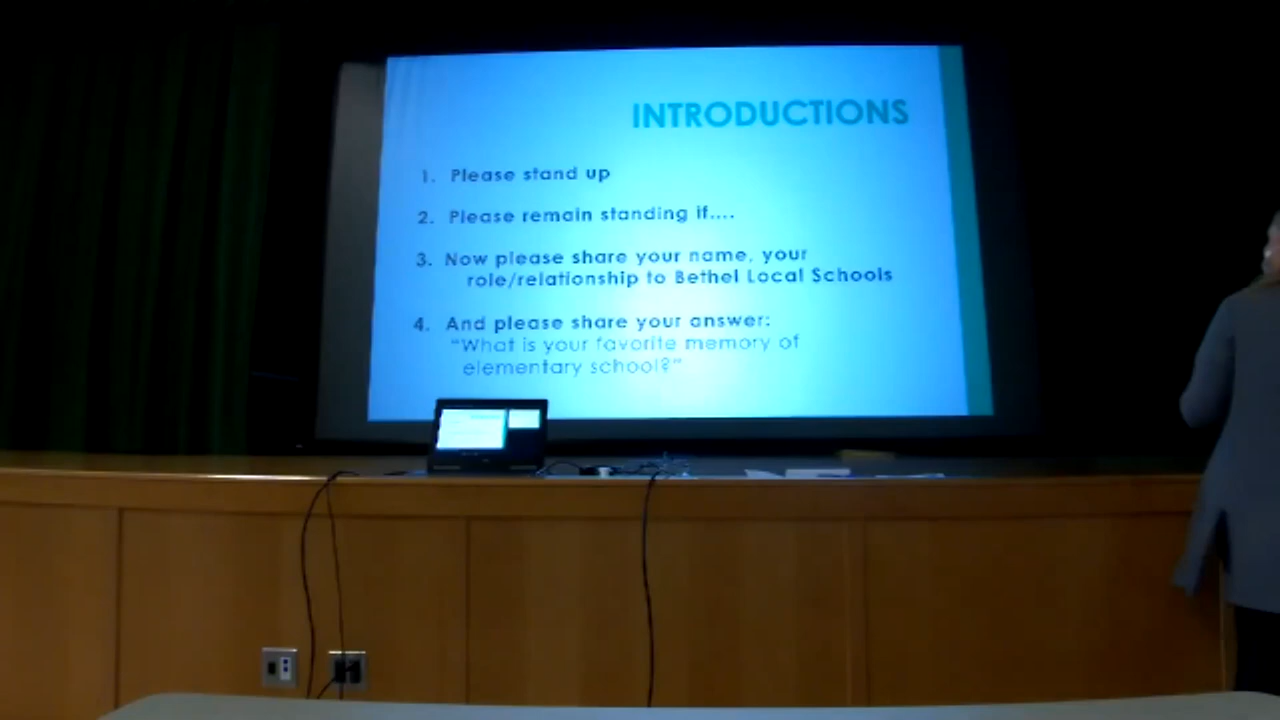 INTRODUCTIONS
1. Please stand up
2. Please remain standing if....
3. Now please share your name, your
role/relationship to Bethel Local Schools
4. And please share your answer:
"What is your favorite memory of
elementary school?"